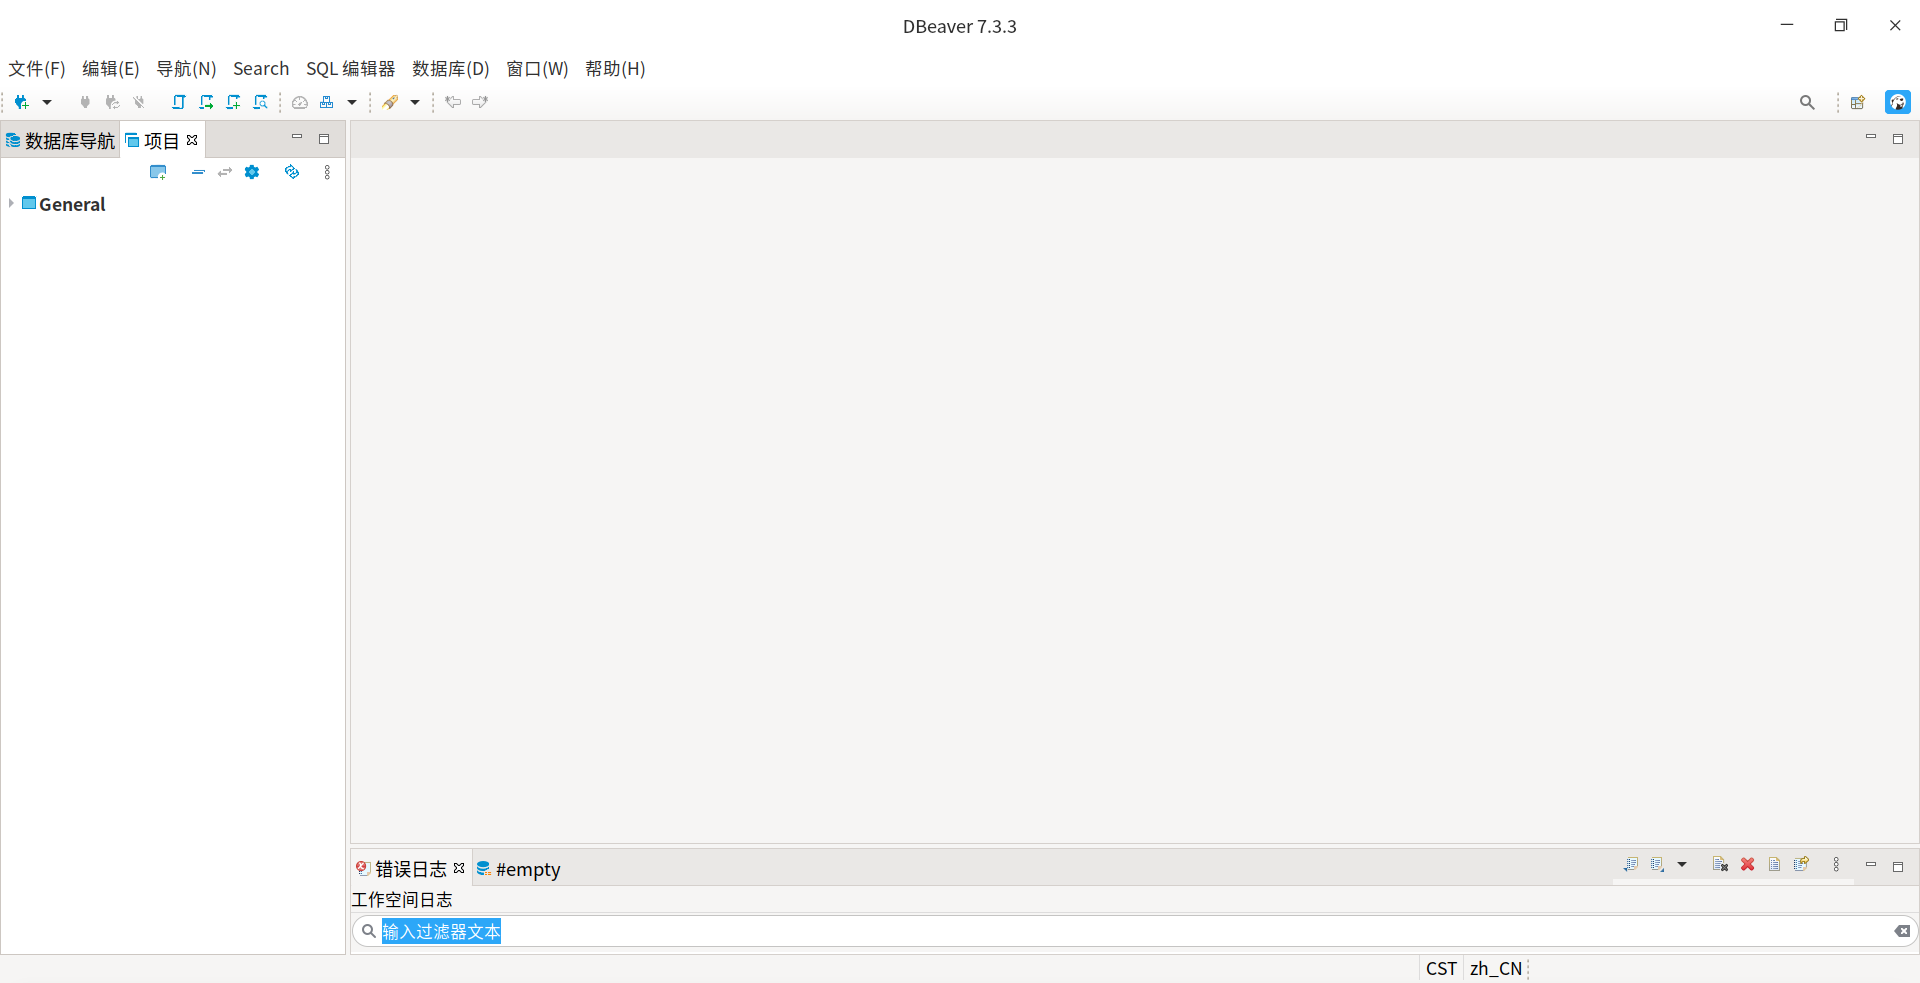 DBeaver 7.3.3
文件(F) 编辑(E) 导航(N) Search SQL 编辑器 数据库(D) 窗口(W) 帮助(H)
数据库导航 项目
General
错误日志 #empty
工作空间日志
输入过滤器文本
CST zh_CN